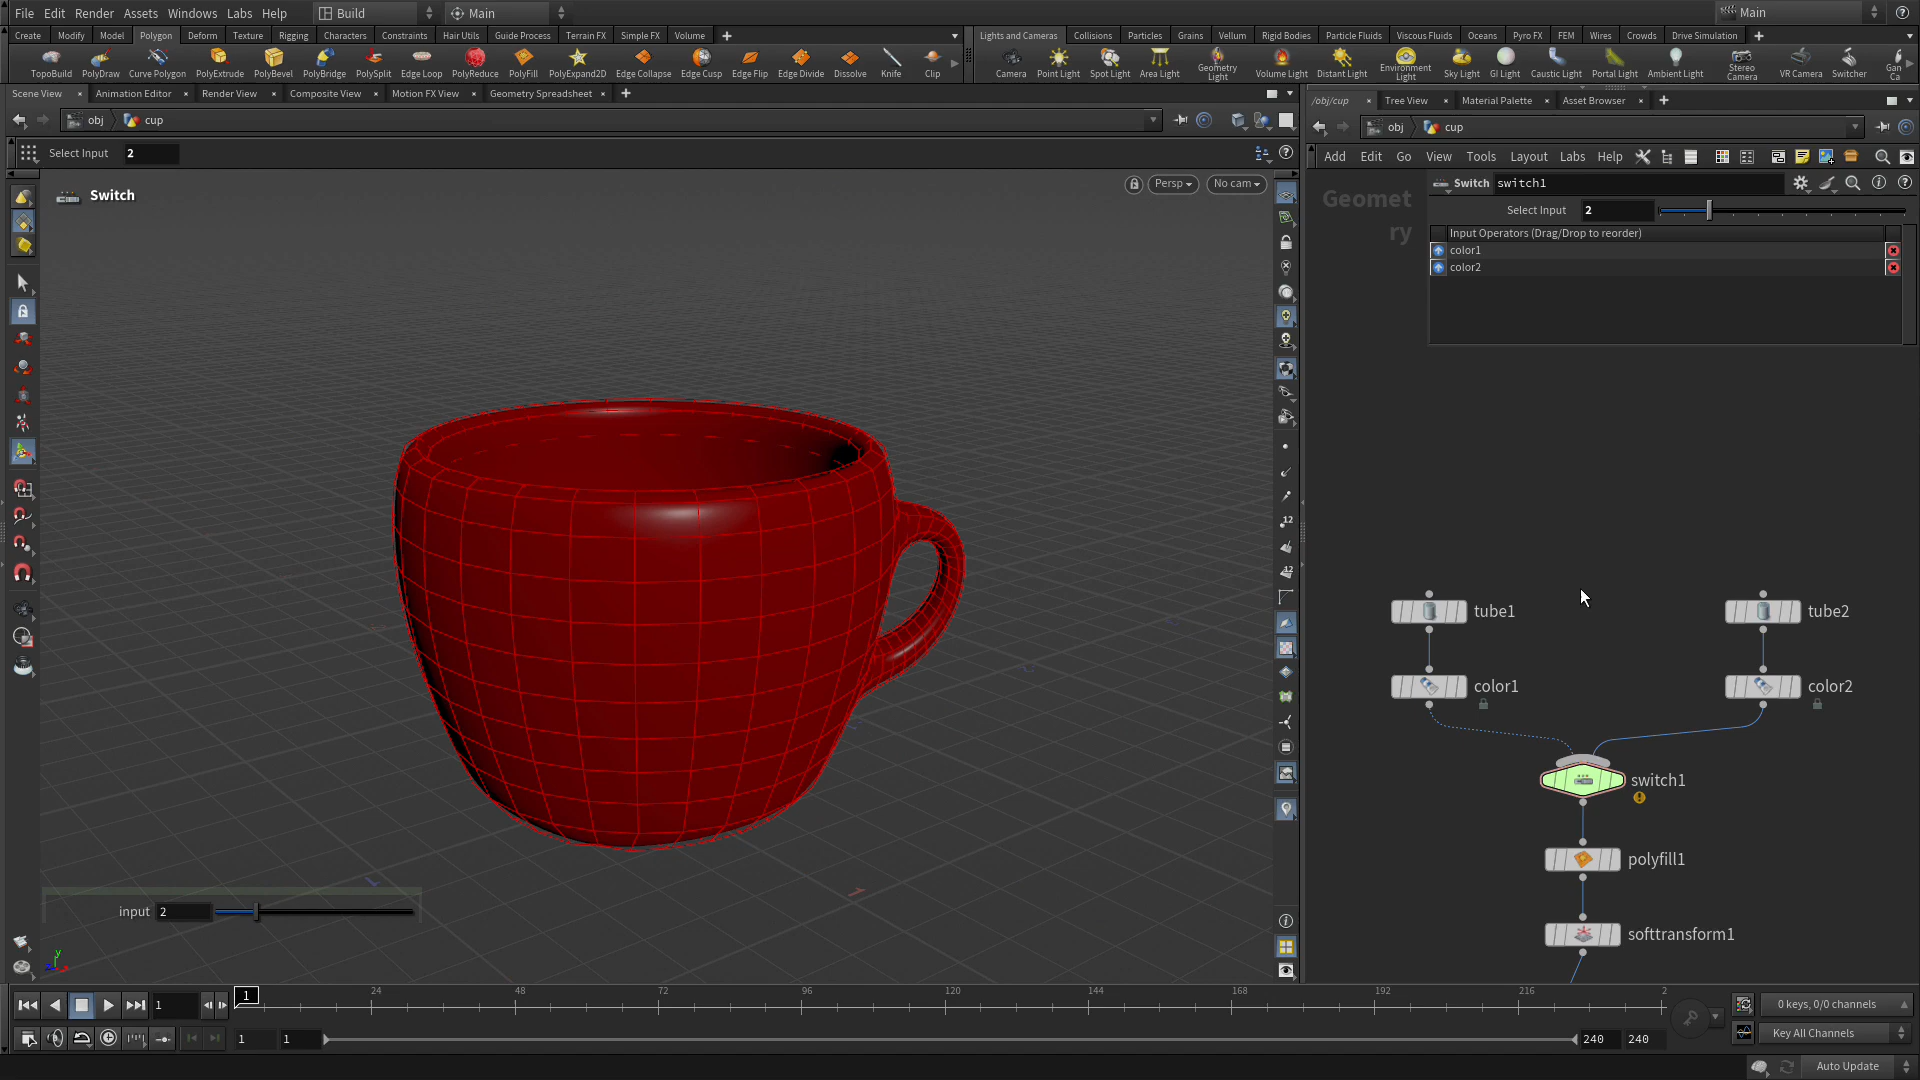 File Edit Render Assets Windows Labs Help Build Main Main
Create Modify Model Polygon Deform Texture Rigging Characters Constraints Hair Utils Guide Process Terrain FX Simple FX Volume
Lights and Cameras Collisions Particles Grains Vellum Rigid Bodies Particle Fluids Viscous Fluids Oceans Pyro FX FEM Wires Crowds Drive Simulation
TopoBuild PolyDraw Curve Polygon PolyExtrude PolyBevel PolyBridge PolySplit Edge Loop PolyReduce PolyFill PolyExpand2D Edge Collapse Edge Cusp Edge Flip Edge Divide Dissolve Knife Clip
Camera Point Light Spot Light Area Light Geometry Light Volume Light Distant Light Environment Light Sky Light GI Light Caustic Light Portal Light Ambient Light Stereo Camera VR Camera Switcher Gan Ca
Scene View Animation Editor Render View Composite View Motion FX View Geometry Spreadsheet
/obj/cup Tree View Material Palette Asset Browser
obj cup
obj cup
Select Input 2
Add Edit Go View Tools Layout Labs Help
Switch
Persp No cam
Geomet
ry
Switch switch1
Select Input 2
Input Operators (Drag/Drop to reorder)
color1
color2
12
12
tube1 tube2
color1 color2
switch1
polyfill1
softtransform1
input 2
y
1 1 24 48 72 96 120 144 168 192 216 2
0 keys, 0/0 channels
1 1 240 240
Key All Channels
Auto Update